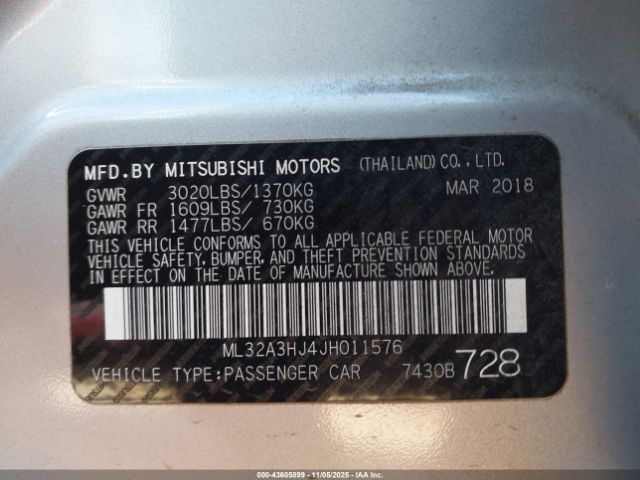 MFD.BY MITSUBISHI MOTORS (THAILAND)CO.,LTD.
GVWR 3020LBS/1370KG MAR 2018
GAWR FR 1609LBS/ 730KG
GAWR RR 1477LBS/ 670KG
THIS VEHICLE CONFORMS TO ALL APPLICABLE FEDERAL MOTOR
VEHICLE SAFETY, BUMPER, AND THEFT PREVENTION STANDARDS
IN EFFECT ON THE DATE OF MANUFACTURE SHOWN ABOVE.
ML32A3HJ4JH011576
VEHICLE TYPE:PASSENGER CAR 7430B 728
000-43605899 - 11/05/2025 - IAAI.CA